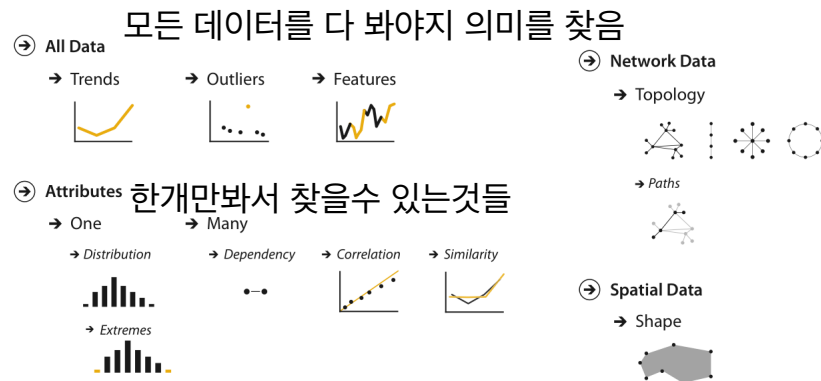 모든 데이터를 다 봐야지 의미를 찾음
All Data
Trends
Outliers
Features
Attributes
한개만봐서 찾을수 있는것들
One
Many
Distribution
Dependency
Correlation
Similarity
Extremes
Network Data
Topology
Paths
Spatial Data
Shape